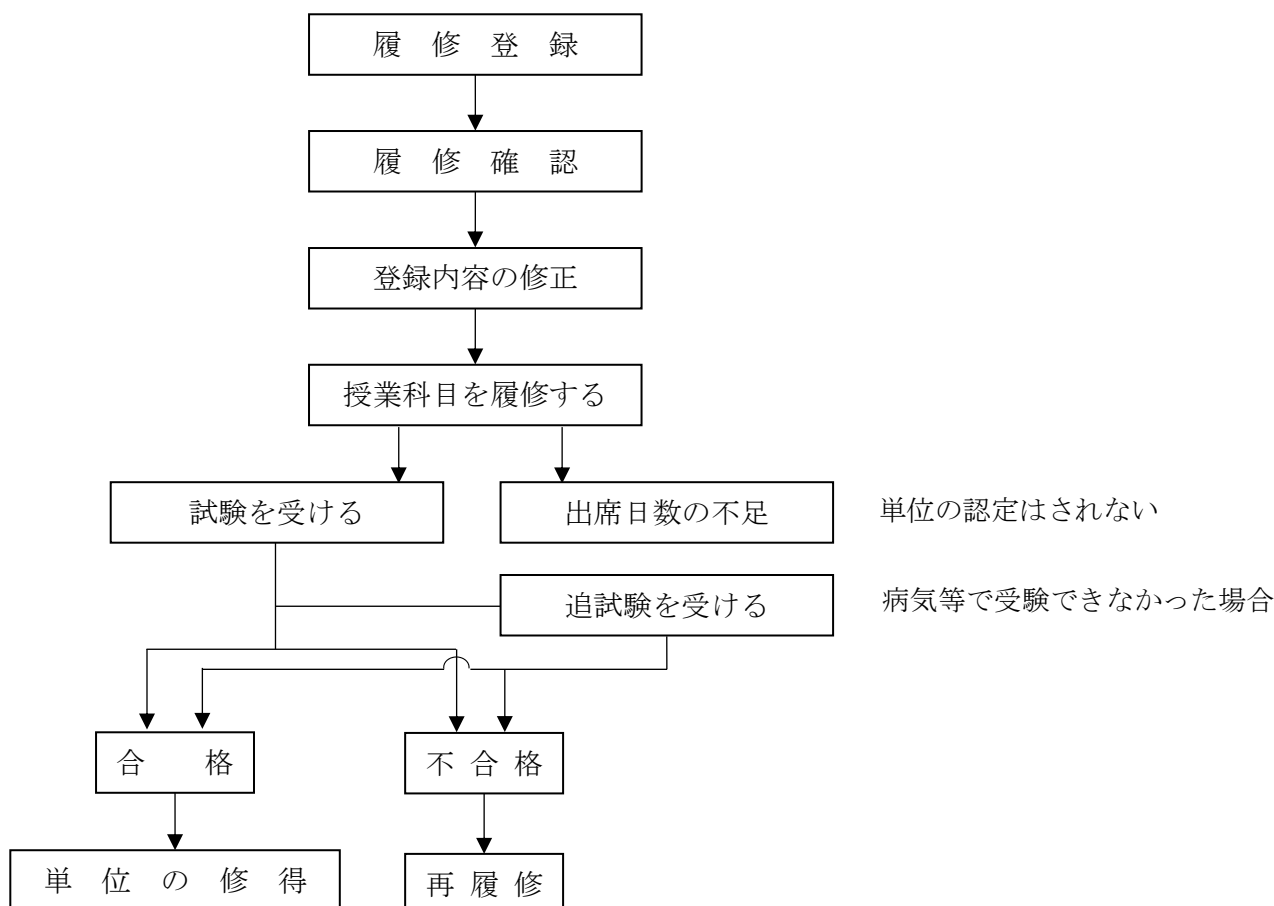 履 修 登 録
履 修 確 認
登録内容の修正
授業科目を履修する
試験を受ける
出席日数の不足
単位の認定はされない
追試験を受ける
病気等で受験できなかった場合
合 格
不 合 格
単 位 の 修 得
再 履 修